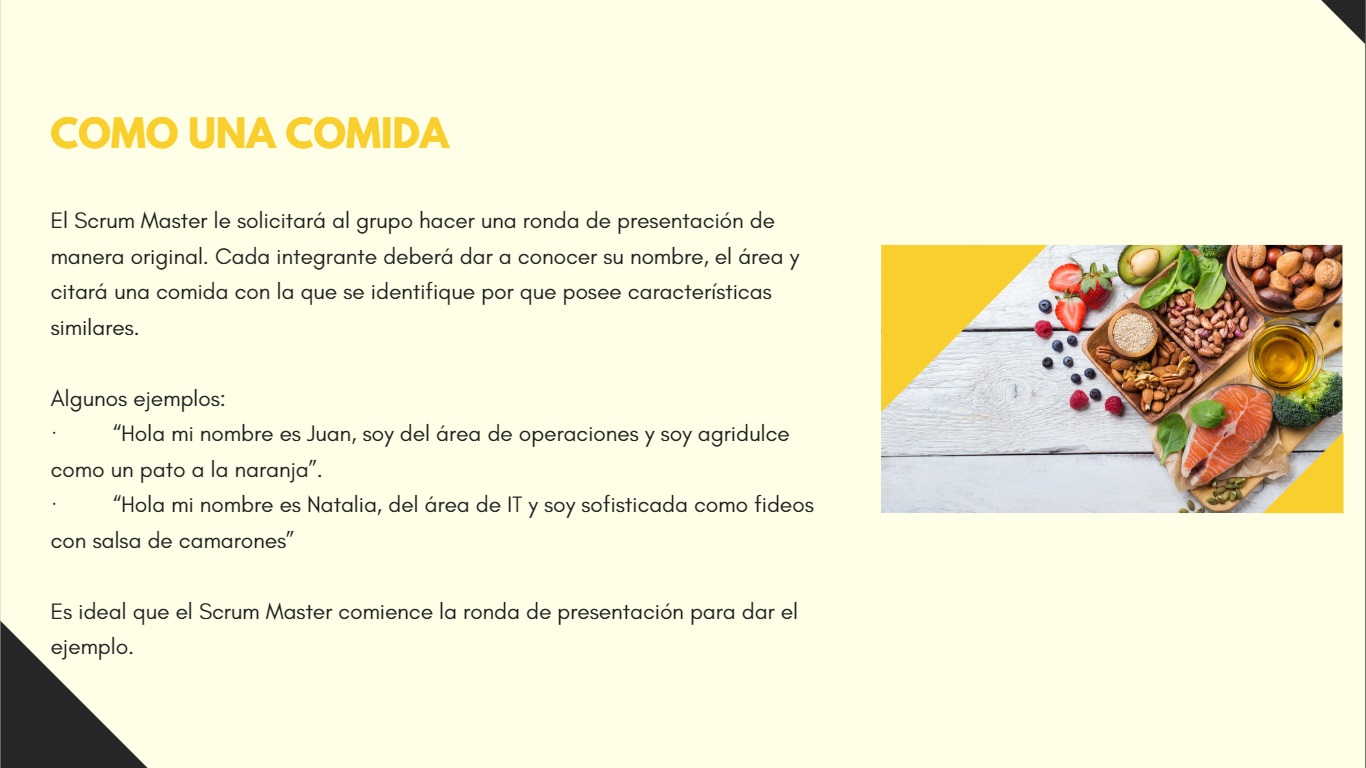 COMO UNA COMIDA
El Scrum Master le solicitará al grupo hacer una ronda de presentación de
manera original. Cada integrante deberá dar a conocer su nombre, el área y
citará una comida con la que se identifique por que posee características
similares.
Algunos ejemplos:
· “Hola mi nombre es Juan, soy del área de operaciones y soy agridulce
como un pato a la naranja”.
· “Hola mi nombre es Natalia, del área de IT y soy sofisticada como fideos
con salsa de camarones”
Es ideal que el Scrum Master comience la ronda de presentación para dar el
ejemplo.